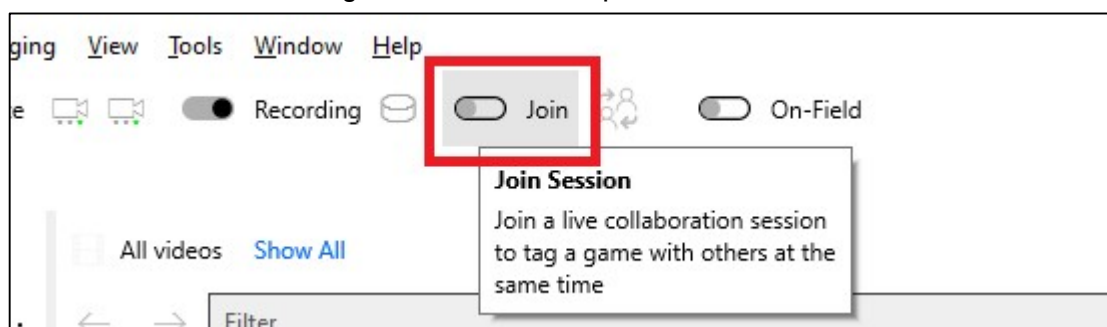 ging View Tools Window Help
e Recording Join On-Field
Join Session
Join a live collaboration session
to tag a game with others at the
same time
All videos Show All
Filter